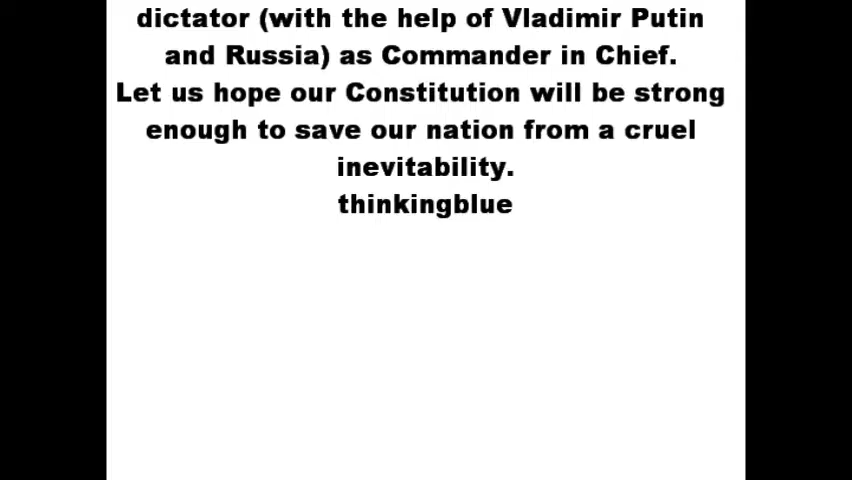 dictator (with the help of Vladimir Putin
and Russia) as Commander in Chief.
Let us hope our Constitution will be strong
enough to save our nation from a cruel
inevitability.
thinkingblue